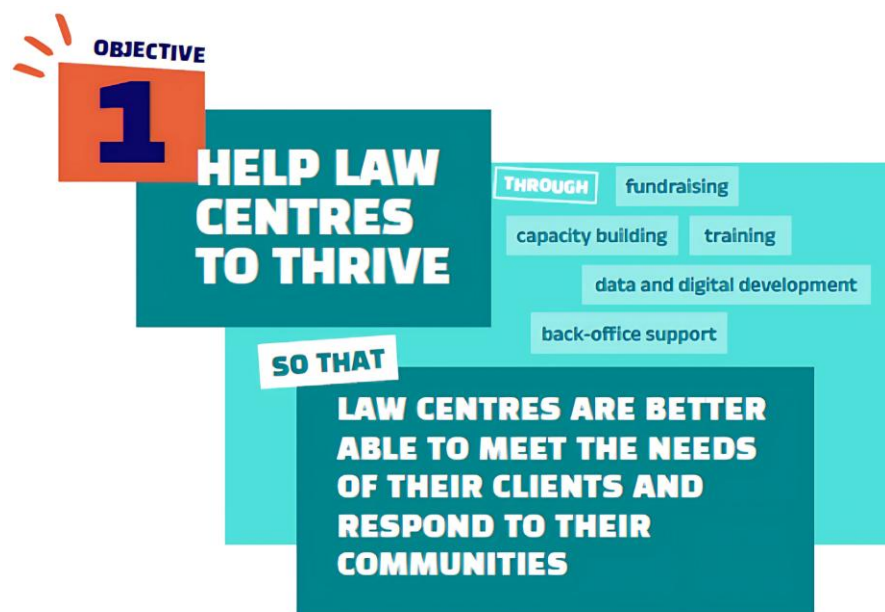 OBJECTIVE
1
HELP LAW
CENTRES
TO THRIVE
THROUGH fundraising
capacity building training
data and digital development
back-office support
SO THAT
LAW CENTRES ARE BETTER
ABLE TO MEET THE NEEDS
OF THEIR CLIENTS AND
RESPOND TO THEIR
COMMUNITIES